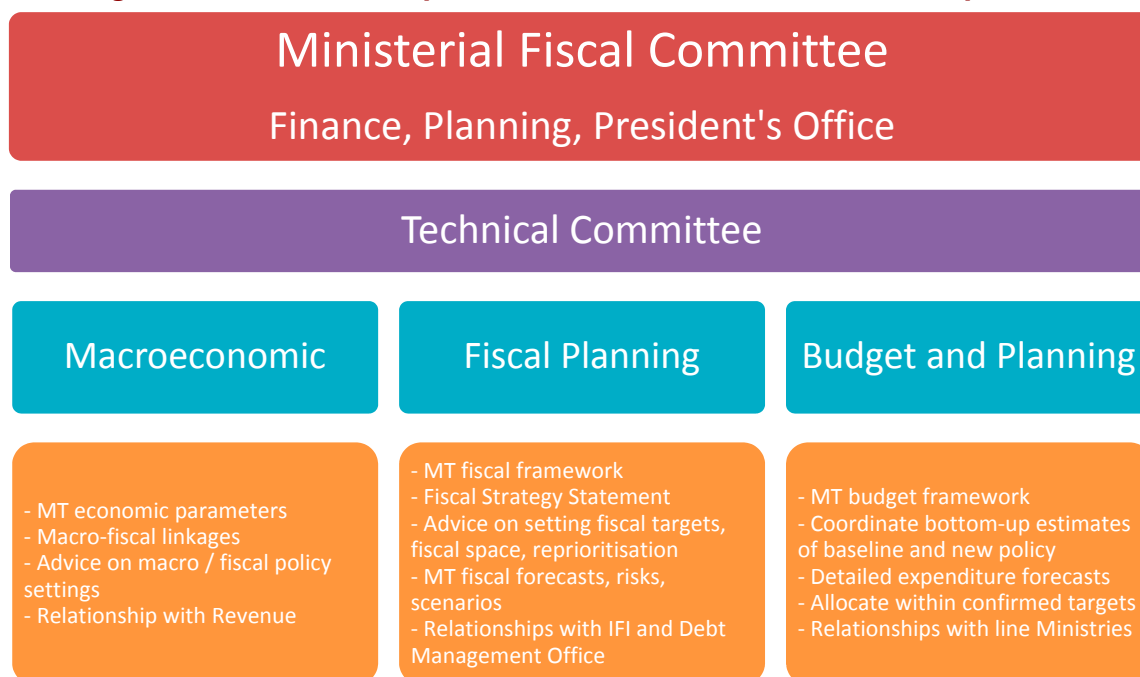 Ministerial Fiscal Committee
Finance, Planning, President's Office
Technical Committee
Macroeconomic
Fiscal Planning
Budget and Planning
- MT economic parameters
- Macro-fiscal linkages
- Advice on macro / fiscal policy
settings
- Relationship with Revenue
- MT fiscal framework
- Fiscal Strategy Statement
- Advice on setting fiscal targets,
fiscal space, reprioritisation
- MT fiscal forecasts, risks,
scenarios
- Relationships with IFI and Debt
Management Office
- MT budget framework
- Coordinate bottom-up estimates
of baseline and new policy
- Detailed expenditure forecasts
- Allocate within confirmed targets
- Relationships with line Ministries